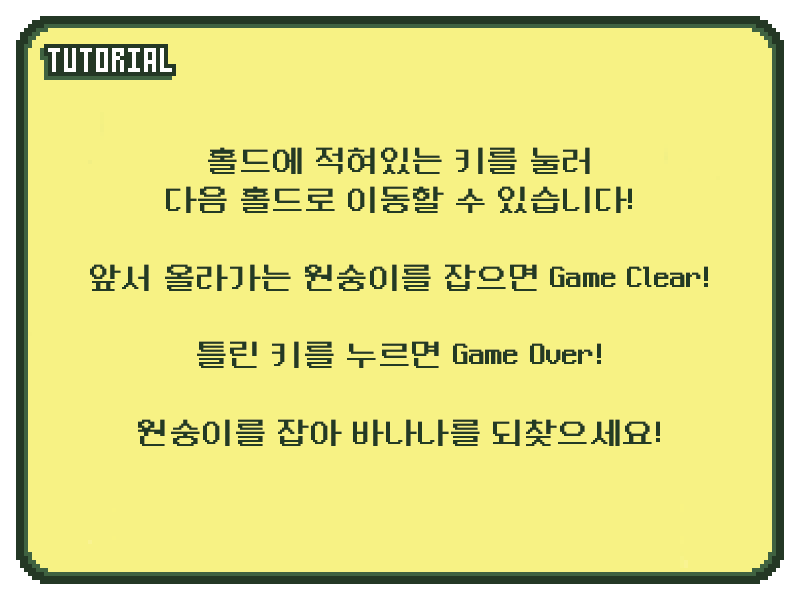 TUTORIAL
홀드에 적혀있는 키를 눌러
다음 홀드로 이동할 수 있습니다!
앞서 올라가는 원숭이를 잡으면 Game Clear!
틀린 키를 누르면 Game Over!
원숭이를 잡아 바나나를 되찾으세요!